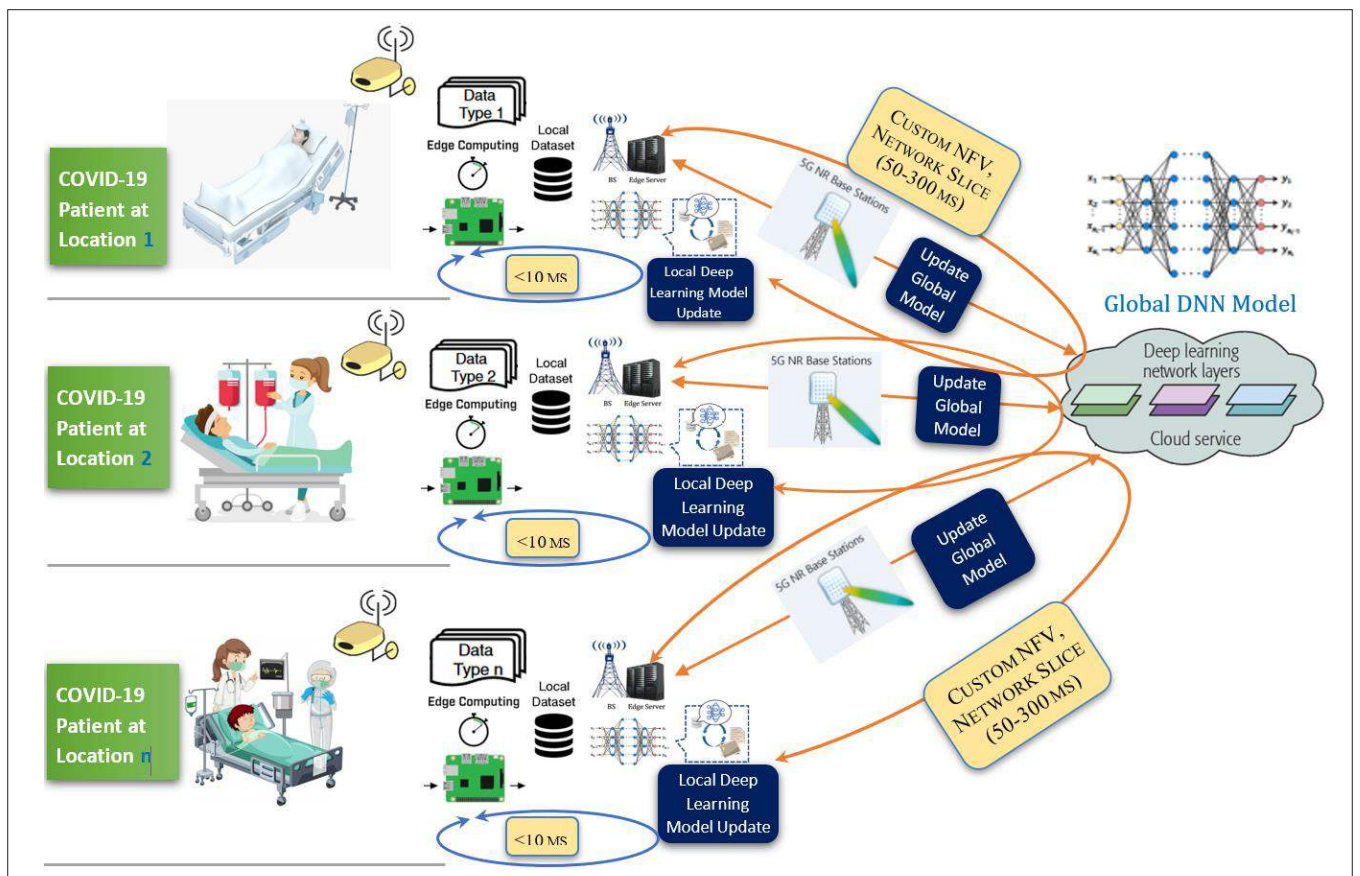 COVID-19
Patient at
Location 1
Data
Type 1
Edge Computing
Local
Dataset
BS
Edge Server
<10 MS
Local Deep
Learning Model
Update
5G NR Base Stations
CUSTOM NFV,
NETWORK SLICE
(50-300 MS)
Update
Global
Model
Global DNN Model
Deep learning
network layers
Cloud service
COVID-19
Patient at
Location 2
Data
Type 2
Edge Computing
Local
Dataset
BS
Edge Server
<10 MS
Local Deep
Learning
Model Update
5G NR Base Stations
Update
Global
Model
COVID-19
Patient at
Location n
Data
Type n
Edge Computing
Local
Dataset
BS
Edge Server
<10 MS
Local Deep
Learning
Model Update
5G NR Base Stations
Update
Global
Model
CUSTOM NFV,
NETWORK SLICE
(50-300 MS)